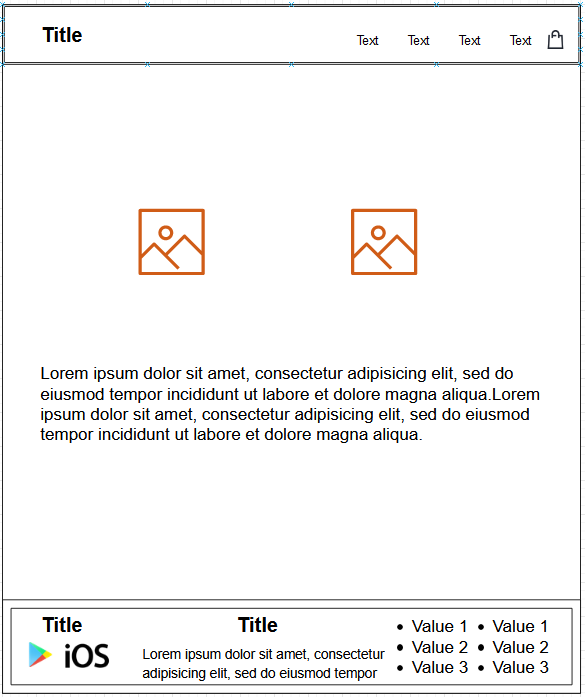 Title
Text Text Text Text
Lorem ipsum dolor sit amet, consectetur adipisicing elit, sed do
eiusmod tempor incididunt ut labore et dolore magna aliqua.Lorem
ipsum dolor sit amet, consectetur adipisicing elit, sed do eiusmod
tempor incididunt ut labore et dolore magna aliqua.
Title
iOS
Title
Lorem ipsum dolor sit amet, consectetur
adipisicing elit, sed do eiusmod tempor
• Value 1
• Value 2
• Value 3
• Value 1
• Value 2
• Value 3